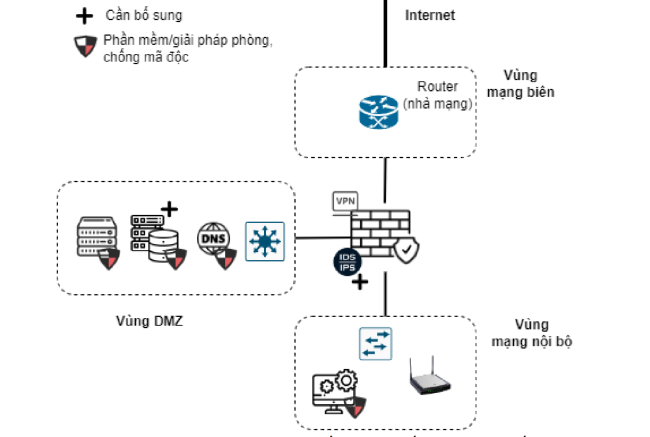 Cần bổ sung
Phần mềm/giải pháp phòng,
chống mã độc
Internet
Router
(nhà mạng)
Vùng
mạng biên
VPN
DNS
IDS
IPS
Vùng DMZ
Vùng
mạng nội bộ